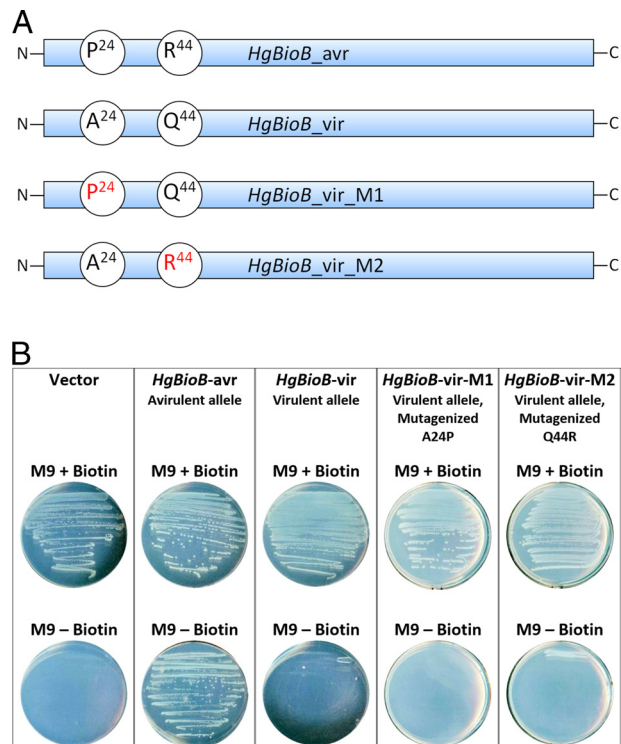 A
N P²⁴ R⁴⁴ HgBioB_avr C
N A²⁴ Q⁴⁴ HgBioB_vir C
N P²⁴ Q⁴⁴ HgBioB_vir_M1 C
N A²⁴ R⁴⁴ HgBioB_vir_M2 C
B
Vector
M9 + Biotin
M9 – Biotin
HgBioB-avr
Avirulent allele
M9 + Biotin
M9 – Biotin
HgBioB-vir
Virulent allele
M9 + Biotin
M9 – Biotin
HgBioB-vir-M1
Virulent allele,
Mutagenized
A24P
M9 + Biotin
M9 – Biotin
HgBioB-vir-M2
Virulent allele,
Mutagenized
Q44R
M9 + Biotin
M9 – Biotin